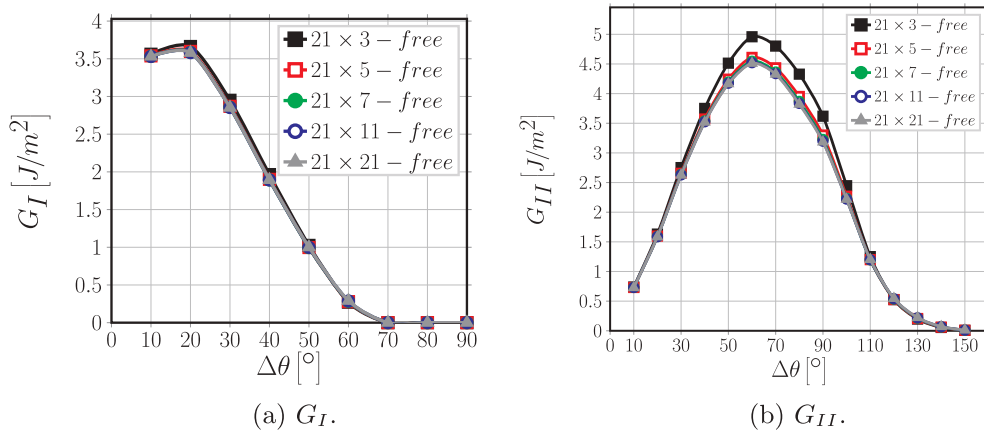 4
3.5
3
2.5
2
1.5
1
0.5
0
0 10 20 30 40 50 60 70 80 90
G_I [J/m^2]
Δθ [°]
21 × 3 − free
21 × 5 − free
21 × 7 − free
21 × 11 − free
21 × 21 − free
(a) G_I.
5
4.5
4
3.5
3
2.5
2
1.5
1
0.5
0
0 10 30 50 70 90 110 130 150
G_{II} [J/m^2]
Δθ [°]
21 × 3 − free
21 × 5 − free
21 × 7 − free
21 × 11 − free
21 × 21 − free
(b) G_{II}.